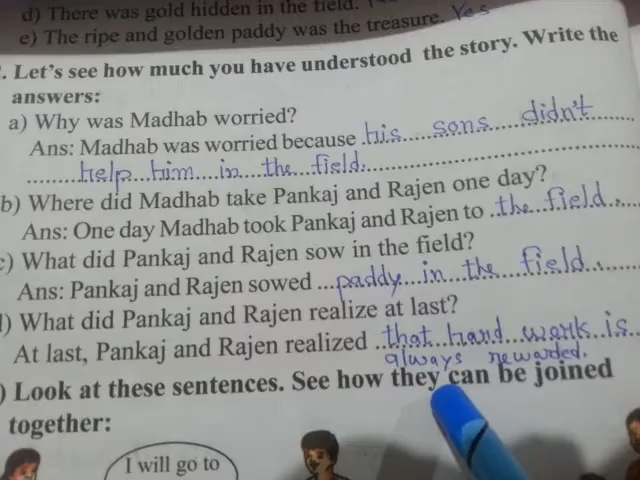 d) There was gold hidden in the field.
e) The ripe and golden paddy was the treasure. Yes
. Let's see how much you have understood the story. Write the
answers:
a) Why was Madhab worried?
Ans: Madhab was worried because his sons didn't
help him in the field.
b) Where did Madhab take Pankaj and Rajen one day?
Ans: One day Madhab took Pankaj and Rajen to the field.
c) What did Pankaj and Rajen sow in the field?
Ans: Pankaj and Rajen sowed paddy in the field.
d) What did Pankaj and Rajen realize at last?
At last, Pankaj and Rajen realized that hard work is
always rewarded.
) Look at these sentences. See how they can be joined
together:
I will go to